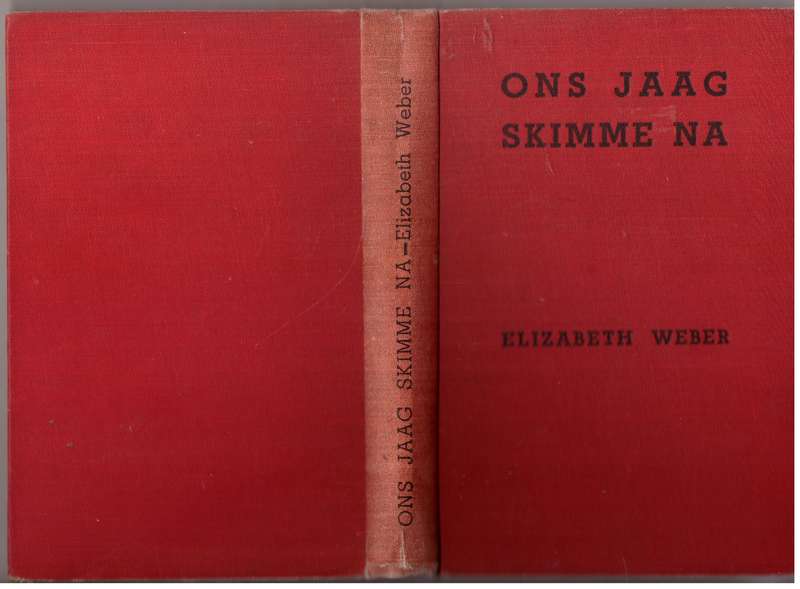 ONS JAAG SKIMME NA–Elizabeth Weber
ONS JAAG
SKIMME NA
ELIZABETH WEBER